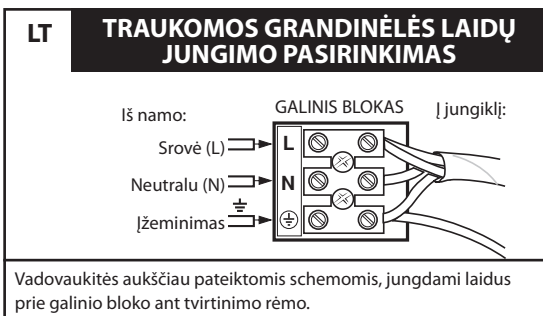 LT
TRAUKOMOS GRANDINĖLĖS LAIDŲ
JUNGIMO PASIRINKIMAS
Iš namo:
GALINIS BLOKAS
Į jungiklį:
Srovė (L)
L
Neutralu (N)
N
Įžeminimas
Vadovaukitės aukščiau pateiktomis schemomis, jungdami laidus
prie galinio bloko ant tvirtinimo rėmo.